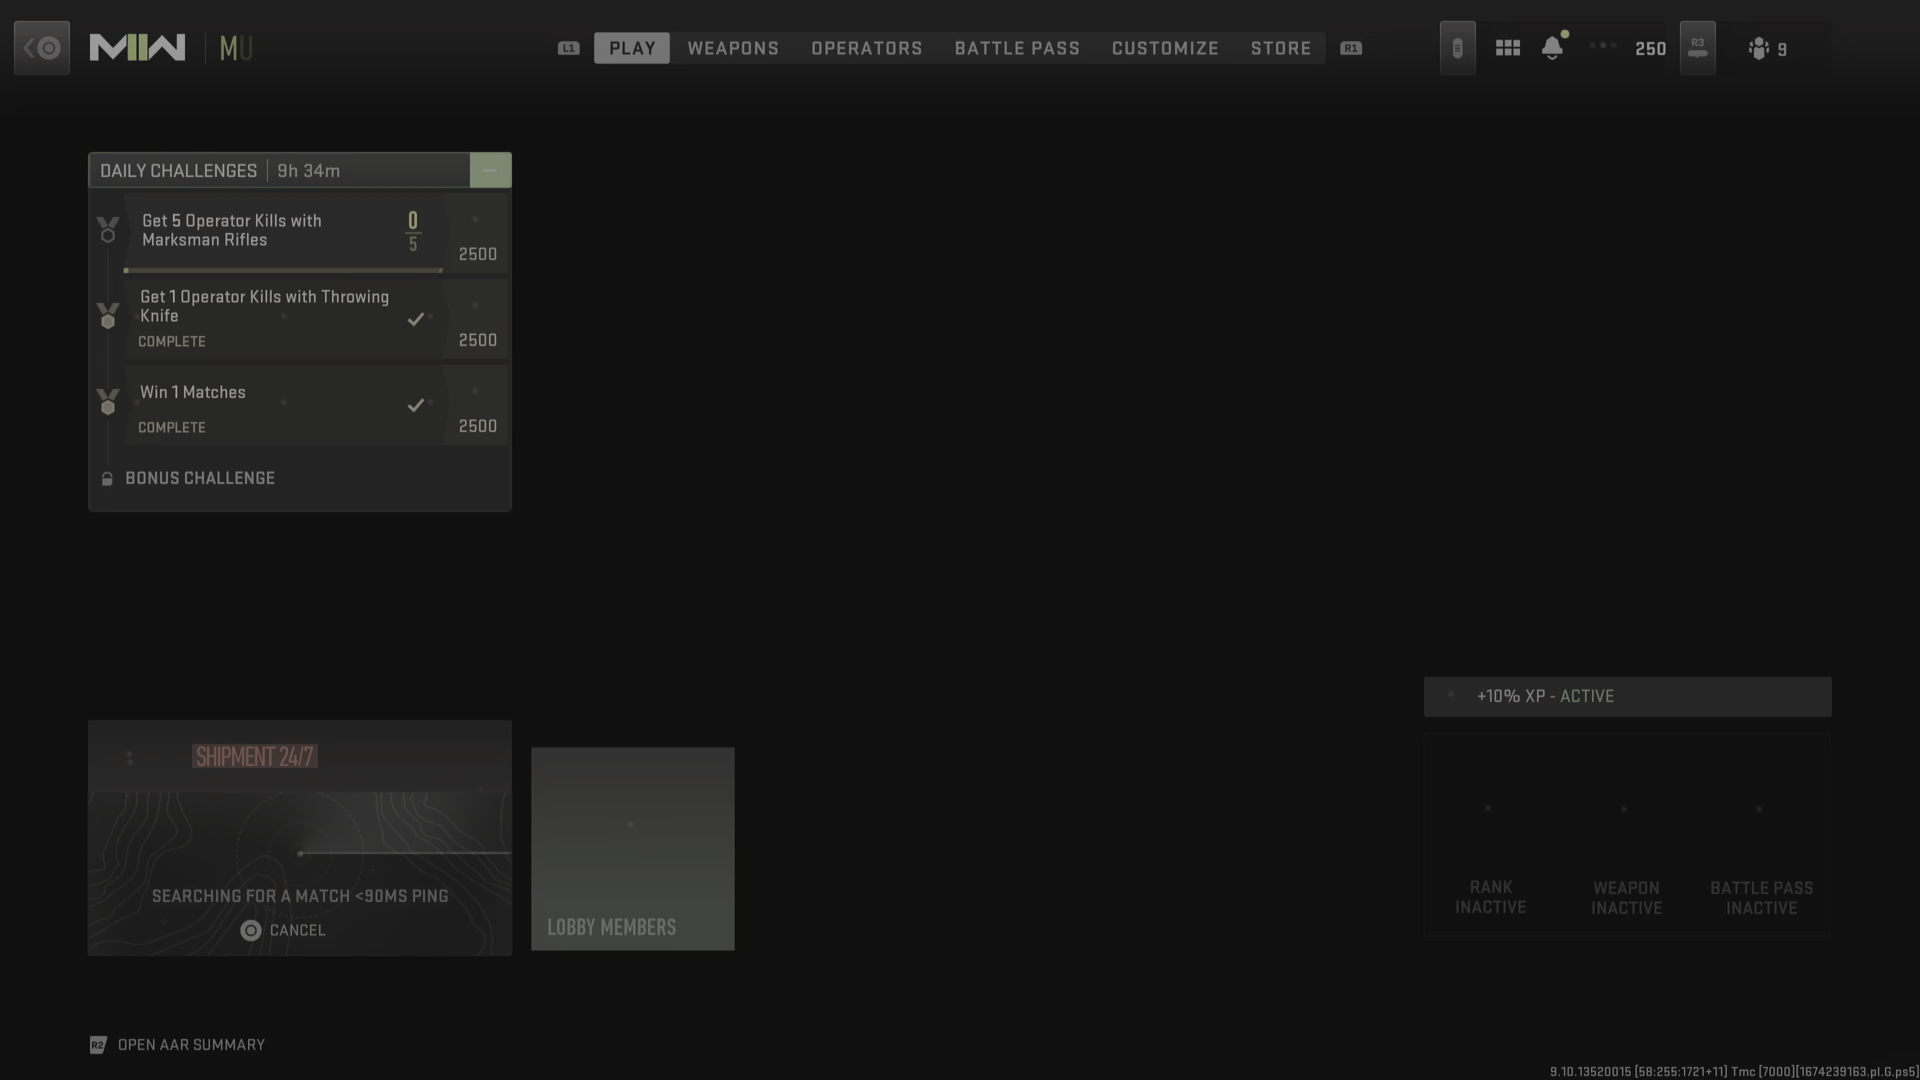 MWII
MU
L1
PLAY
WEAPONS
OPERATORS
BATTLE PASS
CUSTOMIZE
STORE
R1
250
R3
9
DAILY CHALLENGES
9h 34m
Get 5 Operator Kills with
Marksman Rifles
0
5
2500
Get 1 Operator Kills with Throwing
Knife
COMPLETE
2500
Win 1 Matches
COMPLETE
2500
BONUS CHALLENGE
+10% XP - ACTIVE
SHIPMENT 24/7
SEARCHING FOR A MATCH <90MS PING
CANCEL
LOBBY MEMBERS
RANK
INACTIVE
WEAPON
INACTIVE
BATTLE PASS
INACTIVE
R2
OPEN AAR SUMMARY
9.10.13520015 [58:255:1721+11] Tmc [7000][1674239163.pl.G.ps5]